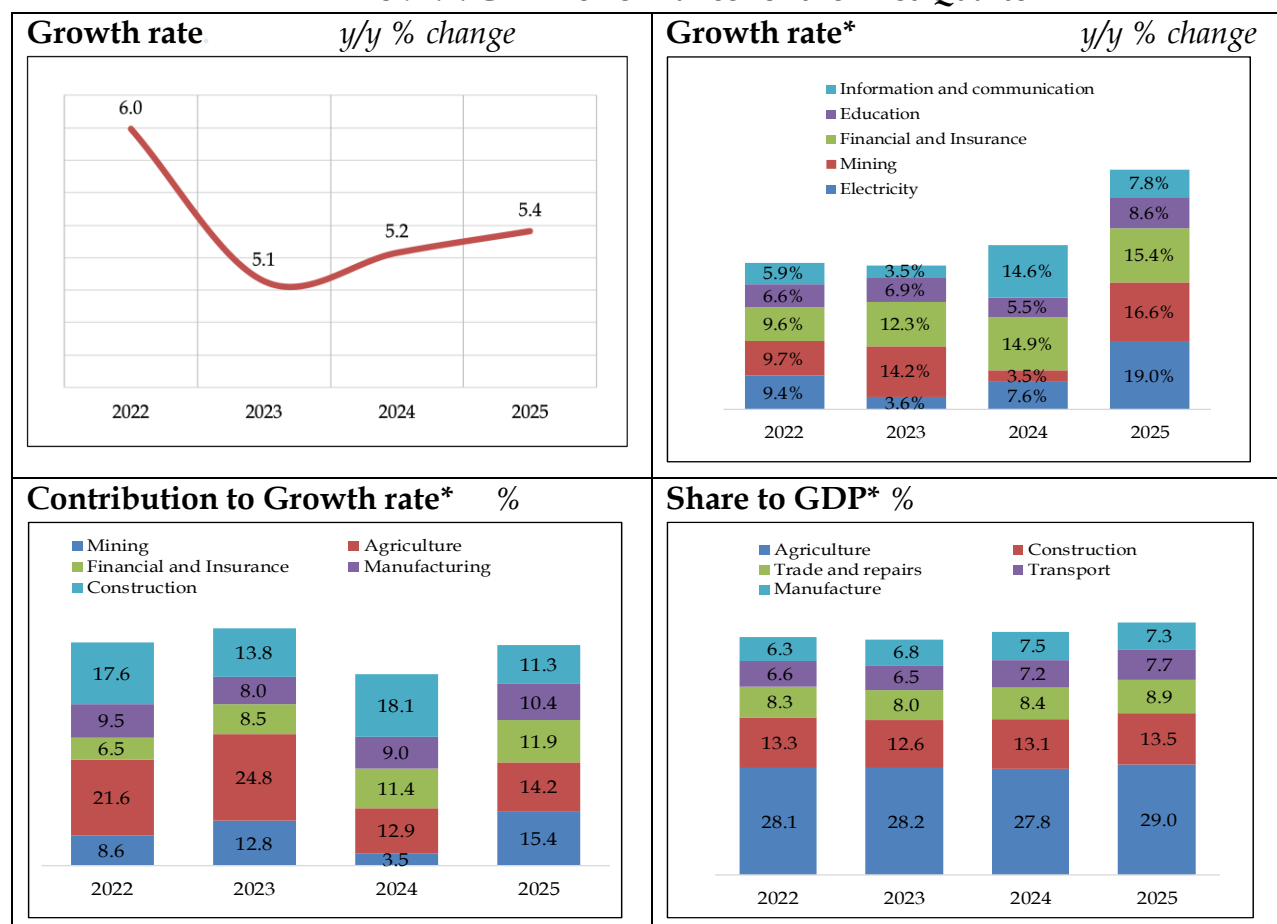 Growth rate y/y % change
6.0
5.1
5.2
5.4
2022 2023 2024 2025
Growth rate* y/y % change
Information and communication
Education
Financial and Insurance
Mining
Electricity
5.9% 3.5% 14.6% 7.8%
6.6% 6.9% 5.5% 8.6%
9.6% 12.3% 14.9% 15.4%
9.7% 14.2% 3.5% 16.6%
9.4% 3.6% 7.6% 19.0%
2022 2023 2024 2025
Contribution to Growth rate* %
Mining Agriculture
Financial and Insurance Manufacturing
Construction
17.6 13.8 18.1 11.3
9.5 8.0 9.0 10.4
6.5 8.5 11.4 11.9
21.6 24.8 12.9 14.2
8.6 12.8 3.5 15.4
2022 2023 2024 2025
Share to GDP* %
Agriculture Construction
Trade and repairs Transport
Manufacture
6.3 6.8 7.5 7.3
6.6 6.5 7.2 7.7
8.3 8.0 8.4 8.9
13.3 12.6 13.1 13.5
28.1 28.2 27.8 29.0
2022 2023 2024 2025